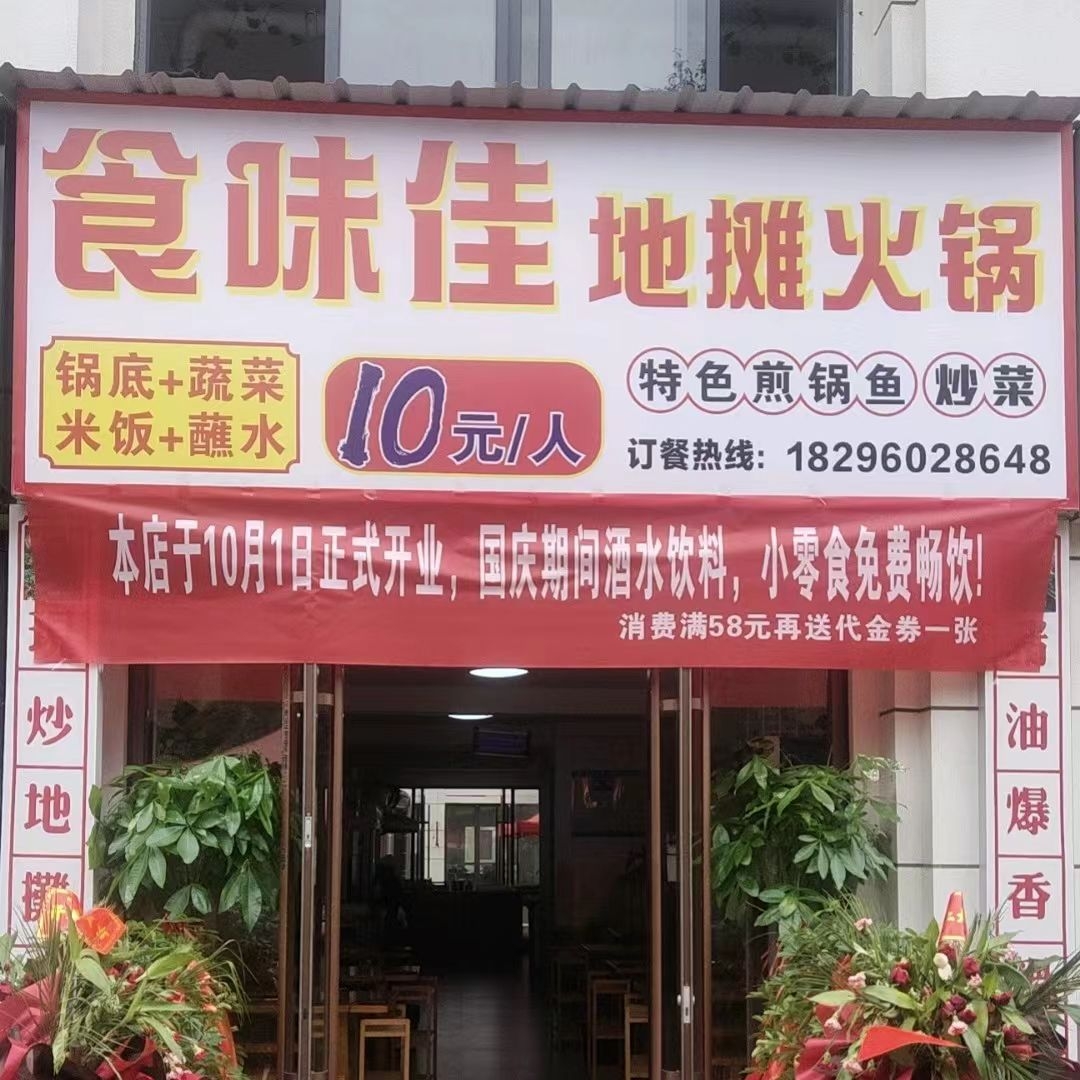 食味佳 地摊火锅
锅底+蔬菜
米饭+蘸水
10元/人
特色煎锅鱼 炒菜
订餐热线: 18296028648
本店于10月1日正式开业, 国庆期间酒水饮料, 小零食免费畅饮!
消费满58元再送代金券一张
炒地摊
油爆香